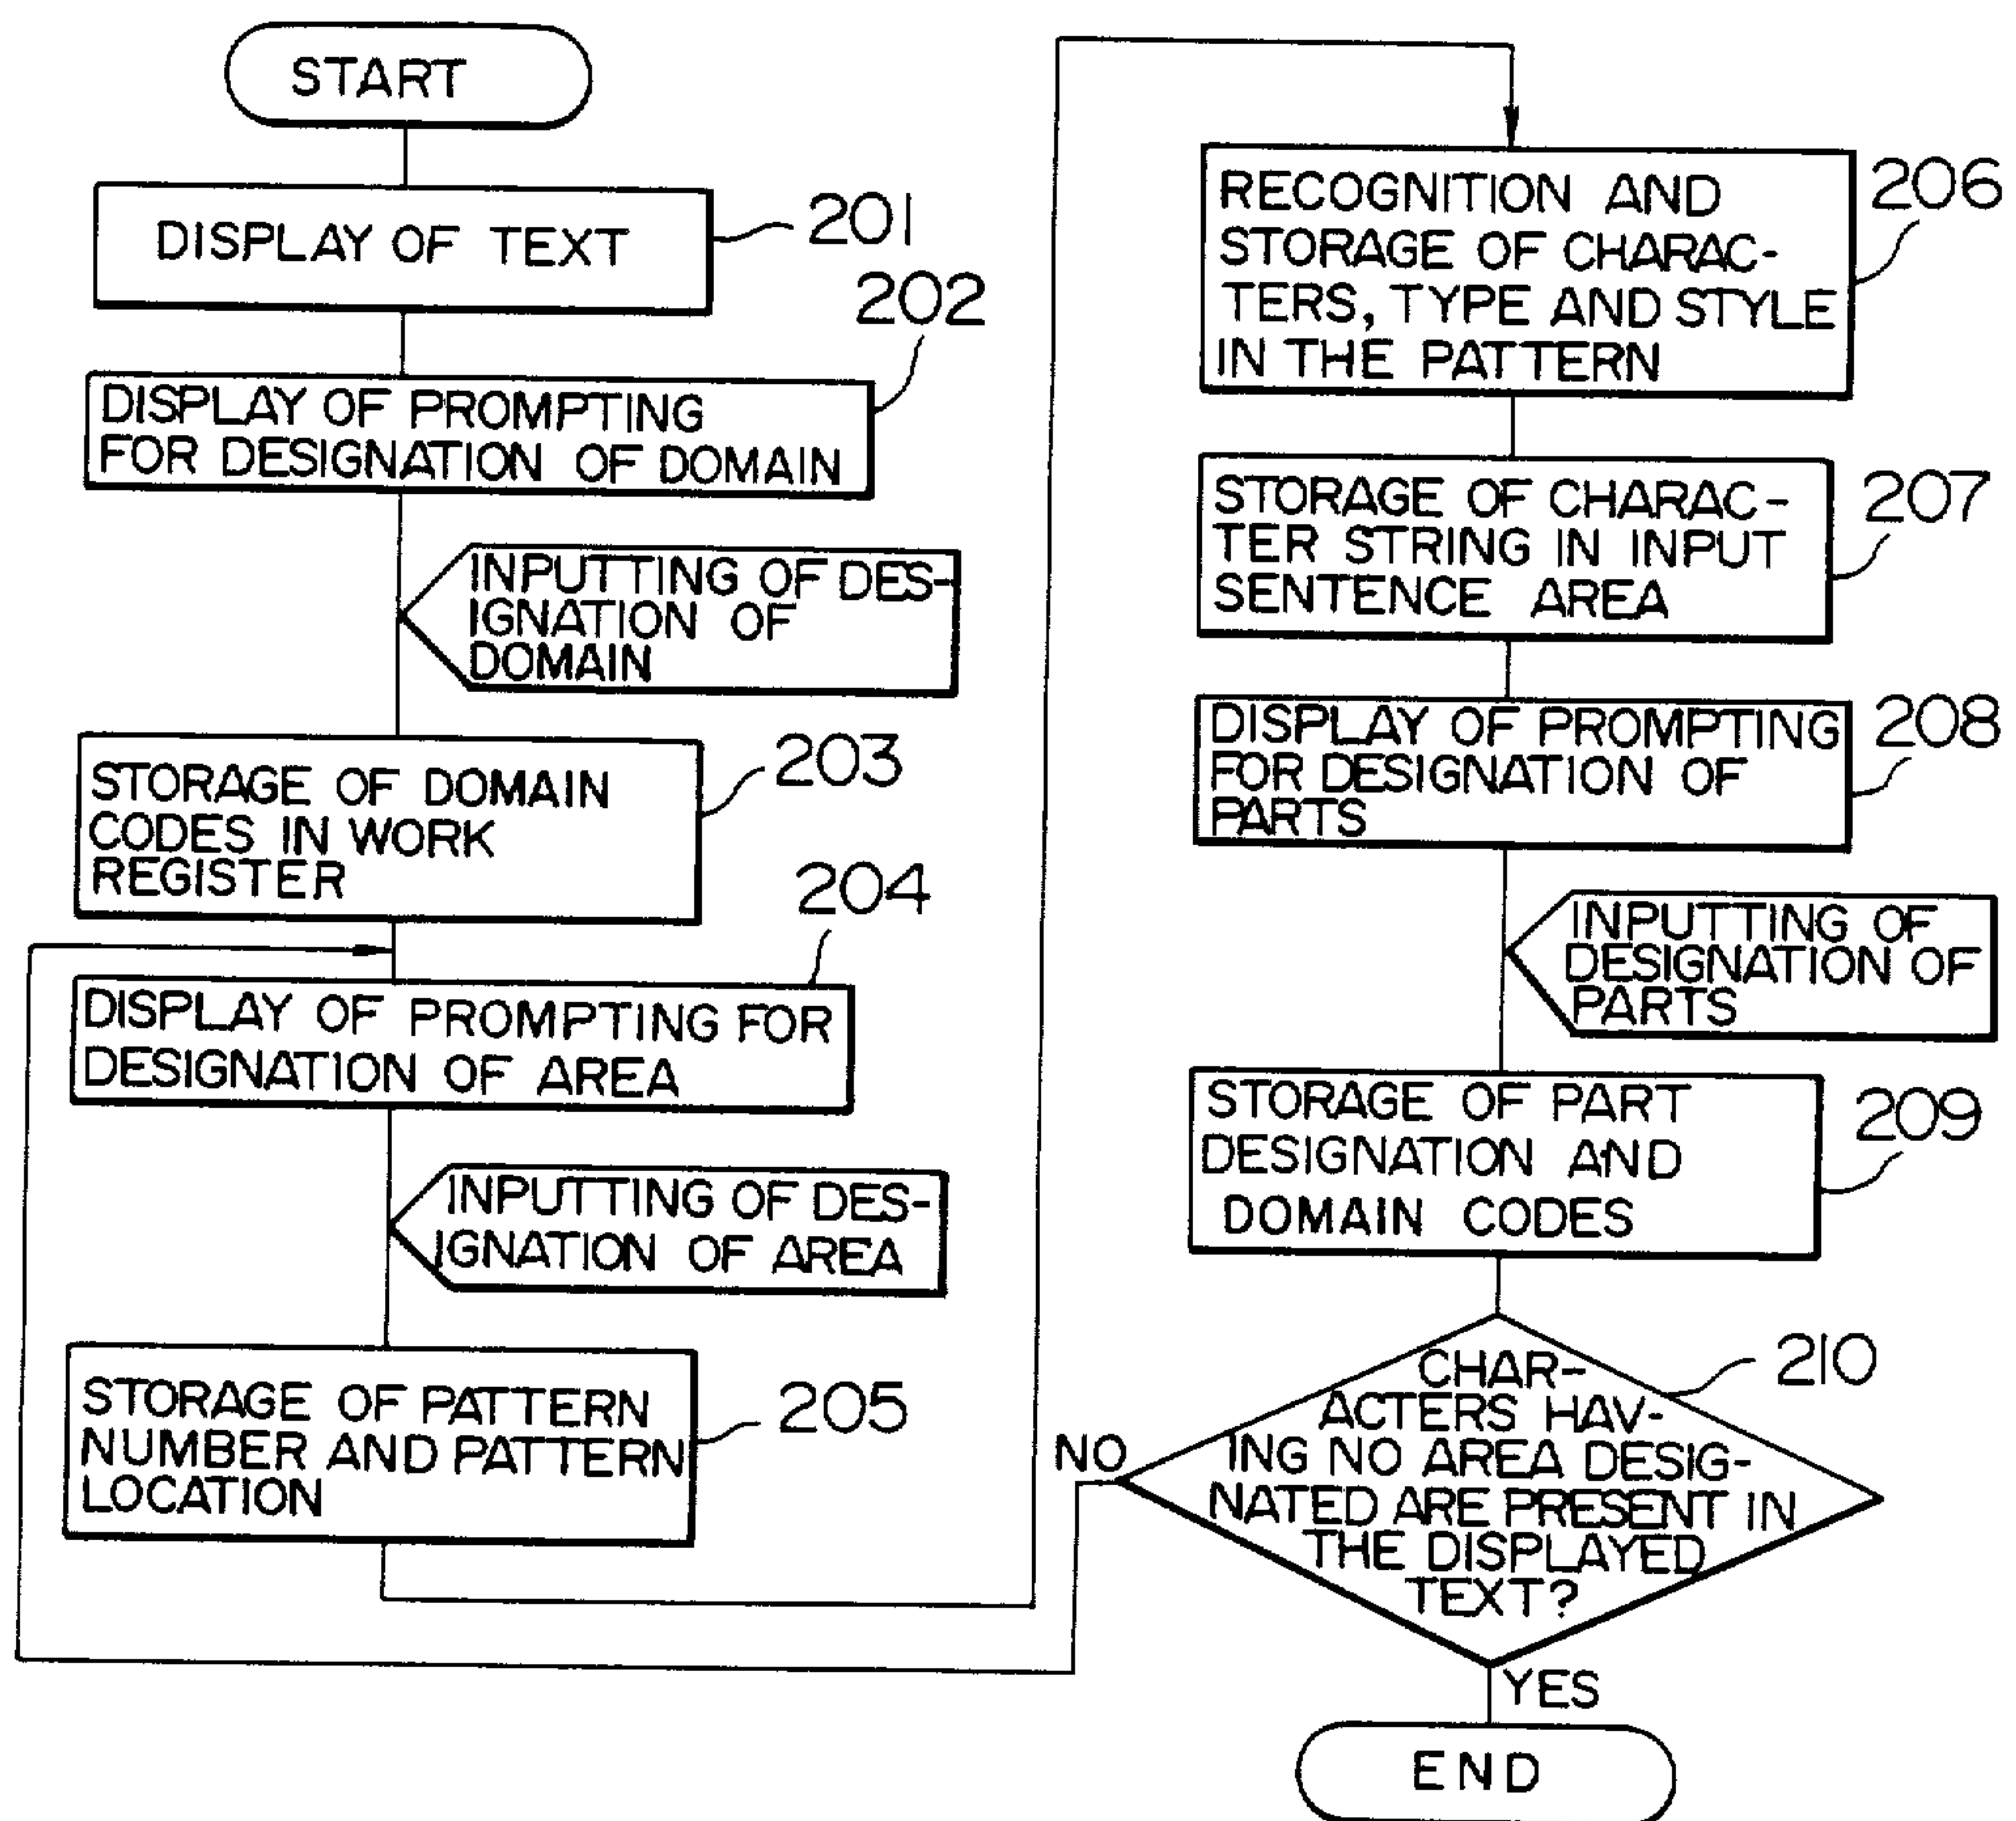 START
DISPLAY OF TEXT
201
202
DISPLAY OF PROMPTING
FOR DESIGNATION OF DOMAIN
INPUTTING OF DES-
IGNATION OF
DOMAIN
203
STORAGE OF DOMAIN
CODES IN WORK
REGISTER
204
DISPLAY OF PROMPTING FOR
DESIGNATION OF AREA
INPUTTING OF DES-
IGNATION OF AREA
STORAGE OF PATTERN
NUMBER AND PATTERN
LOCATION
205
206
RECOGNITION AND
STORAGE OF CHARAC-
TERS, TYPE AND STYLE
IN THE PATTERN
207
STORAGE OF CHARAC-
TER STRING IN INPUT
SENTENCE AREA
208
DISPLAY OF PROMPTING
FOR DESIGNATION OF
PARTS
INPUTTING OF
DESIGNATION OF
PARTS
209
STORAGE OF PART
DESIGNATION AND
DOMAIN CODES
210
CHAR-
ACTERS HAV-
ING NO AREA DESIG-
NATED ARE PRESENT IN
THE DISPLAYED
TEXT?
NO
YES
END